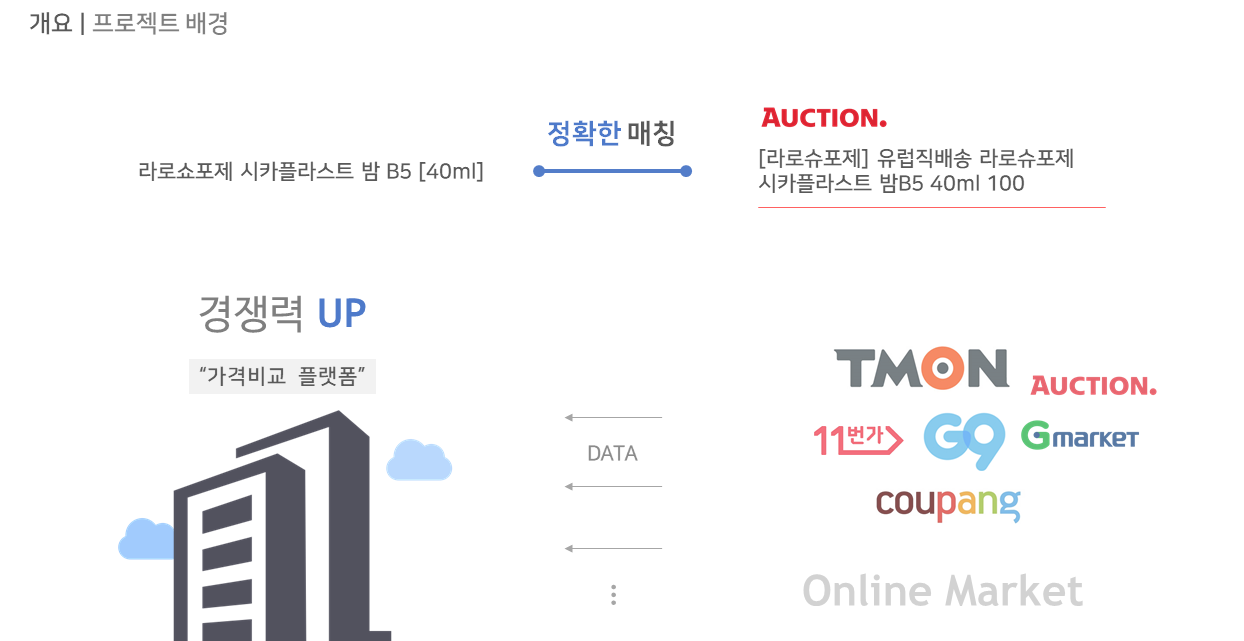 개요 | 프로젝트 배경
정확한 매칭
라로쇼포제 시카플라스트 밤 B5 [40ml]
AUCTION.
[라로슈포제] 유럽직배송 라로슈포제
시카플라스트 밤B5 40ml 100
경쟁력 UP
“가격비교 플랫폼”
DATA
TMON
AUCTION.
11번가
G9
Gmarket
coupang
Online Market